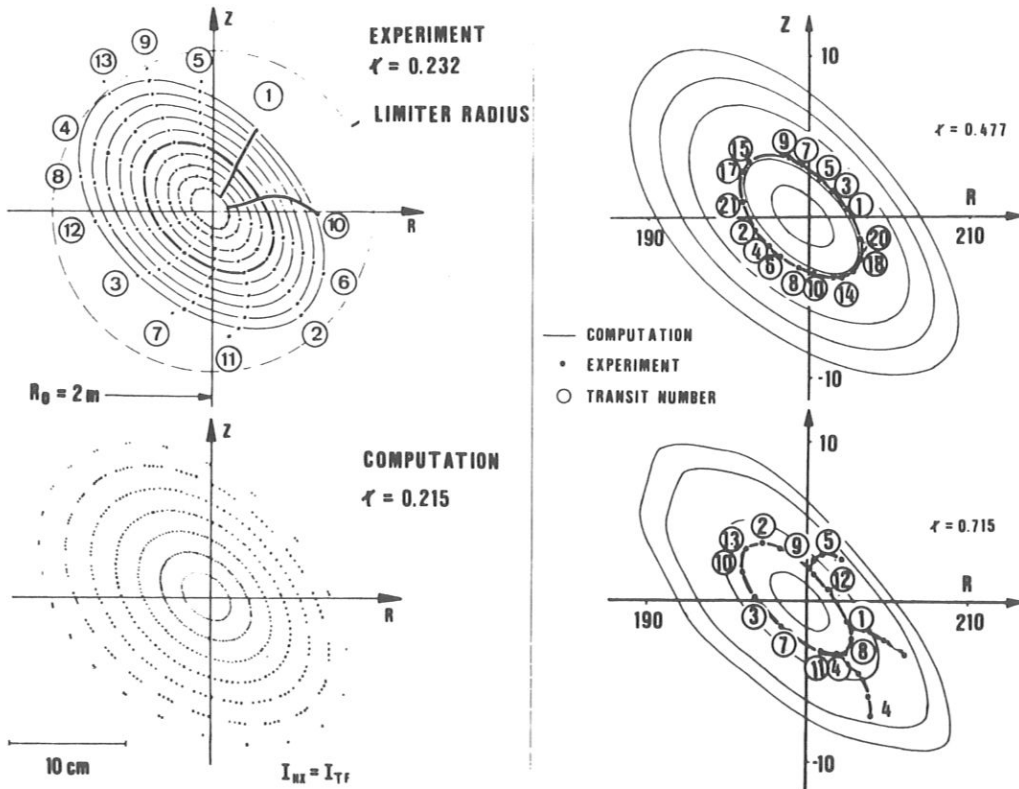 Z
EXPERIMENT
ϰ = 0.232
LIMITER RADIUS
9
13
5
1
4
8
12
10
R
3
6
7
11
2
R₀ = 2 m
Z
COMPUTATION
ϰ = 0.215
R
10 cm
I_HX = I_TF
Z
10
ϰ = 0.477
9
7
15
5
17
3
1
R
21
190
210
2
20
4
18
6
8
10
14
COMPUTATION
EXPERIMENT
TRANSIT NUMBER
-10
10
ϰ = 0.715
2
5
13
9
10
12
R
190
210
3
1
7
8
11
4
4
-10